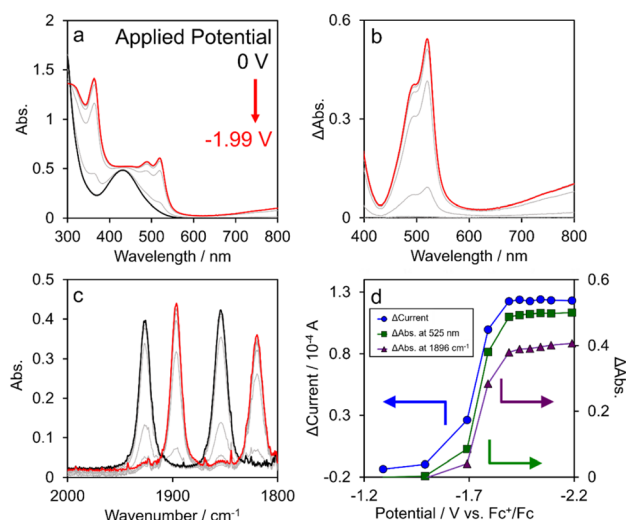 a
Applied Potential
0 V
-1.99 V
Abs.
2
1.5
1
0.5
0
300 400 500 600 700 800
Wavelength / nm
b
ΔAbs.
0.6
0.3
0
400 500 600 700 800
Wavelength / nm
c
Abs.
0.5
0.4
0.3
0.2
0.1
0
2000 1900 1800
Wavenumber / cm⁻¹
d
ΔCurrent
ΔAbs. at 525 nm
ΔAbs. at 1896 cm⁻¹
ΔCurrent / 10⁻⁴ A
1.3
0.8
0.3
-0.2
-1.2 -1.7 -2.2
Potential / V vs. Fc⁺/Fc
0.6
0.4
0.2
0
ΔAbs.